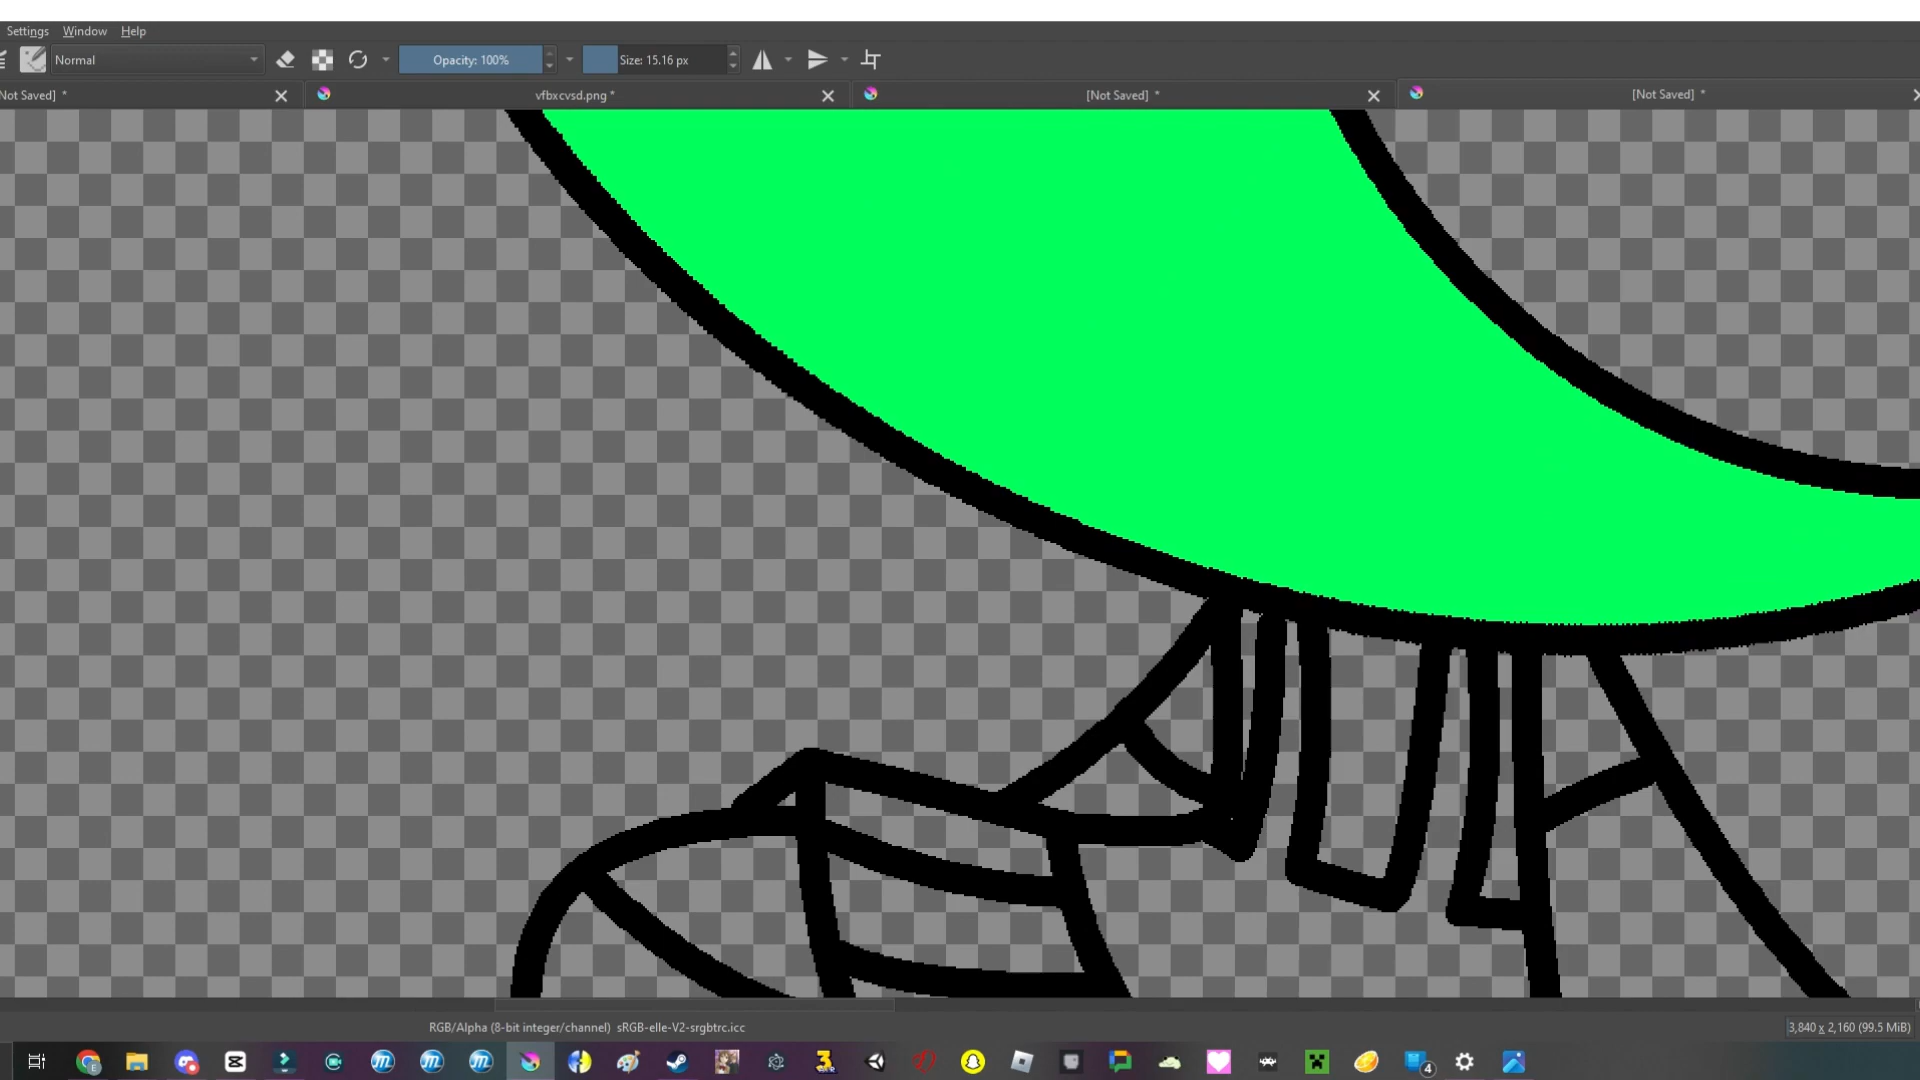 Settings Window Help
Normal Opacity: 100% Size: 15.16 px
Not Saved] * vfbxcvsd.png * [Not Saved] * [Not Saved] *
RGB/Alpha (8-bit integer/channel) sRGB-elle-V2-srgbtrc.icc 3,840 x 2,160 (99.5 MiB)
4